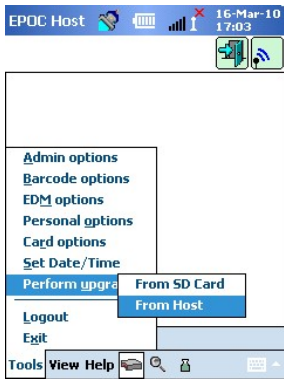 EPOC Host 16-Mar-10
17:03
Admin options
Barcode options
EDM options
Personal options
Card options
Set Date/Time
Perform upgra From SD Card
From Host
Logout
Exit
Tools View Help